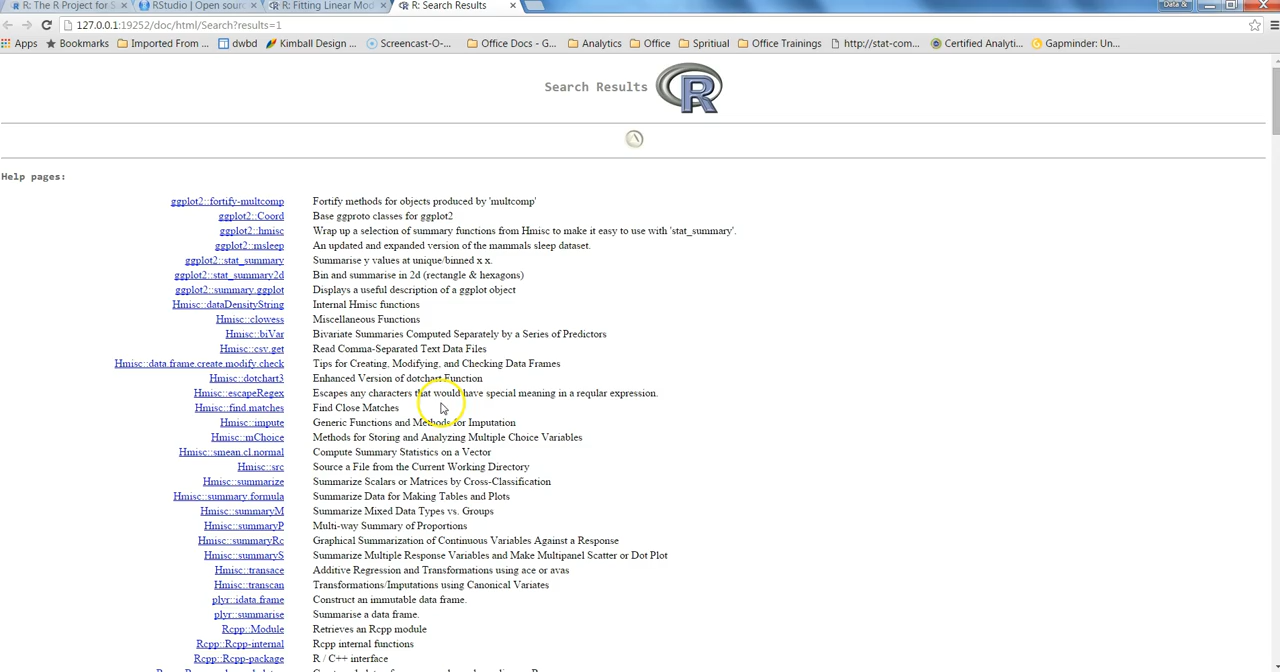 R: The R Project for S
RStudio | Open sourc
R: Fitting Linear Mod
R: Search Results
Data &
127.0.0.1:19252/doc/html/Search?results=1
Apps Bookmarks Imported From ... dwbd Kimball Design ... Screencast-O-... Office Docs - G... Analytics Office Spritiual Office Trainings http://stat-com... Certified Analyti... Gapminder: Un...
Search Results R
Help pages:
ggplot2::fortify-multcomp Fortify methods for objects produced by 'multcomp'
ggplot2::Coord Base ggproto classes for ggplot2
ggplot2::hmisc Wrap up a selection of summary functions from Hmisc to make it easy to use with 'stat_summary'.
ggplot2::msleep An updated and expanded version of the mammals sleep dataset.
ggplot2::stat_summary Summarise y values at unique/binned x x.
ggplot2::stat_summary2d Bin and summarise in 2d (rectangle & hexagons)
ggplot2::summary.ggplot Displays a useful description of a ggplot object
Hmisc::dataDensityString Internal Hmisc functions
Hmisc::clowess Miscellaneous Functions
Hmisc::biVar Bivariate Summaries Computed Separately by a Series of Predictors
Hmisc::csv.get Read Comma-Separated Text Data Files
Hmisc::data.frame.create.modify.check Tips for Creating, Modifying, and Checking Data Frames
Hmisc::dotchart3 Enhanced Version of dotchart Function
Hmisc::escapeRegex Escapes any characters that would have special meaning in a reqular expression.
Hmisc::find.matches Find Close Matches
Hmisc::impute Generic Functions and Methods for Imputation
Hmisc::mChoice Methods for Storing and Analyzing Multiple Choice Variables
Hmisc::smean.cl.normal Compute Summary Statistics on a Vector
Hmisc::src Source a File from the Current Working Directory
Hmisc::summarize Summarize Scalars or Matrices by Cross-Classification
Hmisc::summary.formula Summarize Data for Making Tables and Plots
Hmisc::summaryM Summarize Mixed Data Types vs. Groups
Hmisc::summaryP Multi-way Summary of Proportions
Hmisc::summaryRc Graphical Summarization of Continuous Variables Against a Response
Hmisc::summaryS Summarize Multiple Response Variables and Make Multipanel Scatter or Dot Plot
Hmisc::transace Additive Regression and Transformations using ace or avas
Hmisc::transcan Transformations/Imputations using Canonical Variates
plyr::idata.frame Construct an immutable data frame.
plyr::summarise Summarise a data frame.
Rcpp::Module Retrieves an Rcpp module
Rcpp::Rcpp-internal Rcpp internal functions
Rcpp::Rcpp-package R / C++ interface